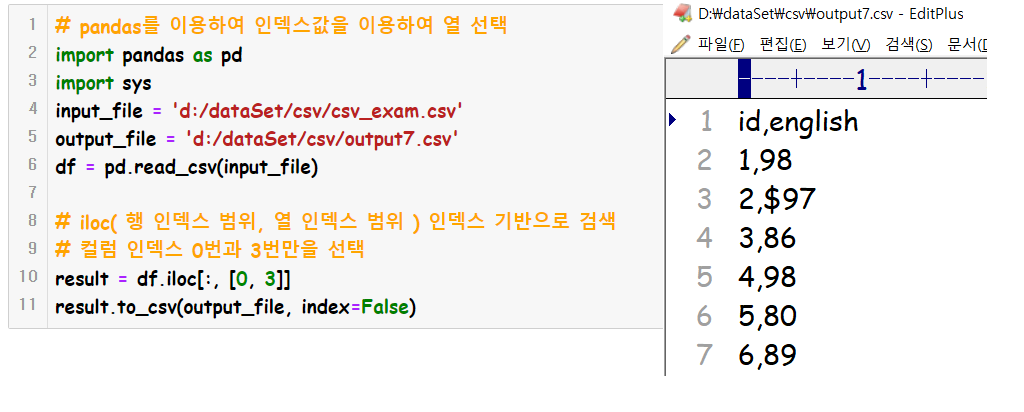 1 # pandas를 이용하여 인덱스값을 이용하여 열 선택
2 import pandas as pd
3 import sys
4 input_file = 'd:/dataSet/csv/csv_exam.csv'
5 output_file = 'd:/dataSet/csv/output7.csv'
6 df = pd.read_csv(input_file)
7
8 # iloc( 행 인덱스 범위, 열 인덱스 범위 ) 인덱스 기반으로 검색
9 # 컬럼 인덱스 0번과 3번만을 선택
10 result = df.iloc[:, [0, 3]]
11 result.to_csv(output_file, index=False)
D:₩dataSet₩csv₩output7.csv - EditPlus
파일(F) 편집(E) 보기(V) 검색(S) 문서(D
----+----1----+----
1 id,english
2 1,98
3 2,$97
4 3,86
5 4,98
6 5,80
7 6,89